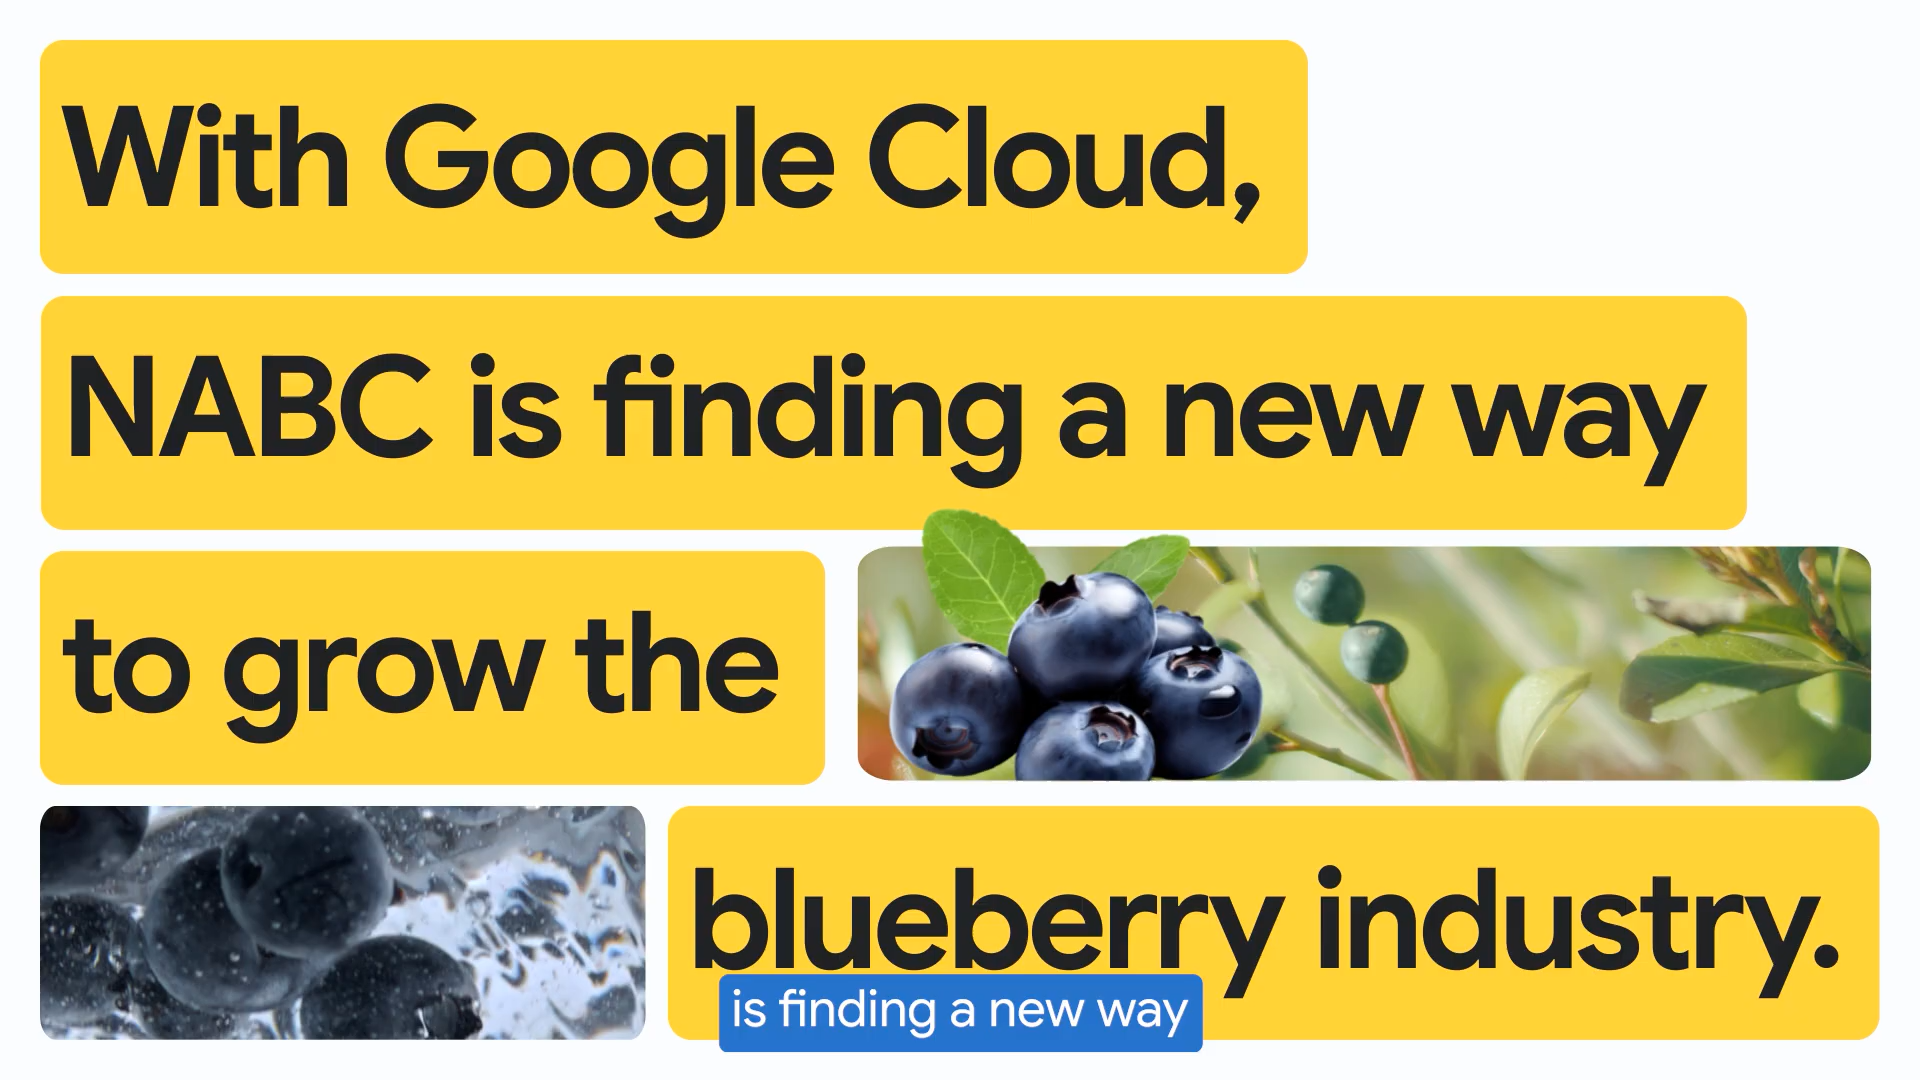 With Google Cloud,
NABC is finding a new way
to grow the
blueberry industry.
is finding a new way